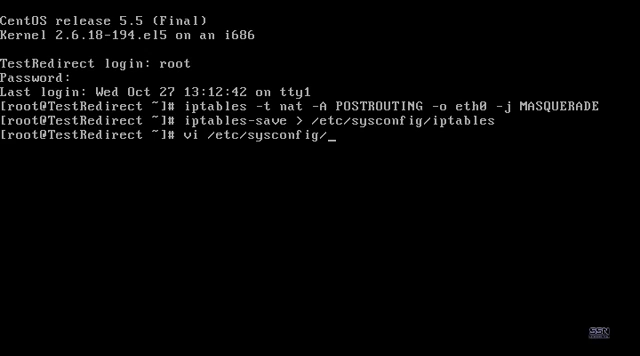 CentOS release 5.5 (Final)
Kernel 2.6.18-194.el5 on an i686
TestRedirect login: root
Password:
Last login: Wed Oct 27 13:12:42 on tty1
[root@TestRedirect ~]# iptables -t nat -A POSTROUTING -o eth0 -j MASQUERADE
[root@TestRedirect ~]# iptables-save > /etc/sysconfig/iptables
[root@TestRedirect ~]# vi /etc/sysconfig/_
SSN